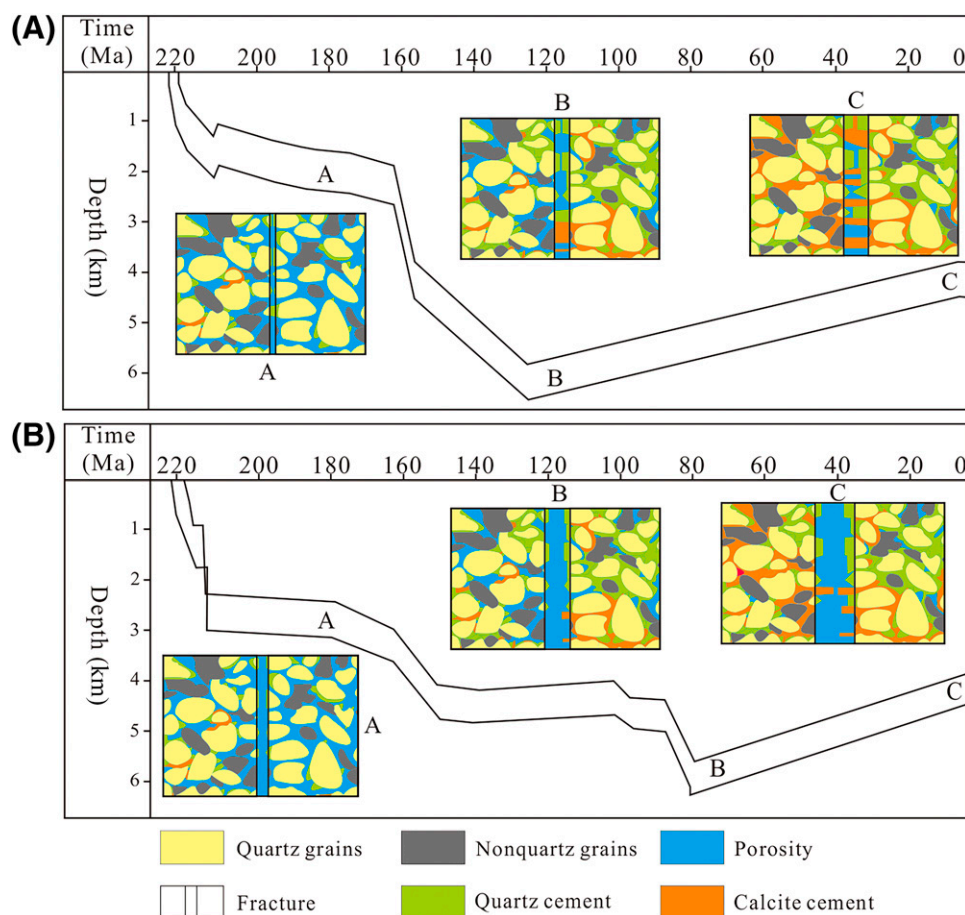 (A)
Time
(Ma)
220 200 180 160 140 120 100 80 60 40 20 0
Depth (km)
1
2
3
4
5
6
A
B
C
A
B
C
(B)
Time
(Ma)
220 200 180 160 140 120 100 80 60 40 20 0
Depth (km)
1
2
3
4
5
6
A
B
C
A
B
C
Quartz grains
Nonquartz grains
Porosity
Fracture
Quartz cement
Calcite cement